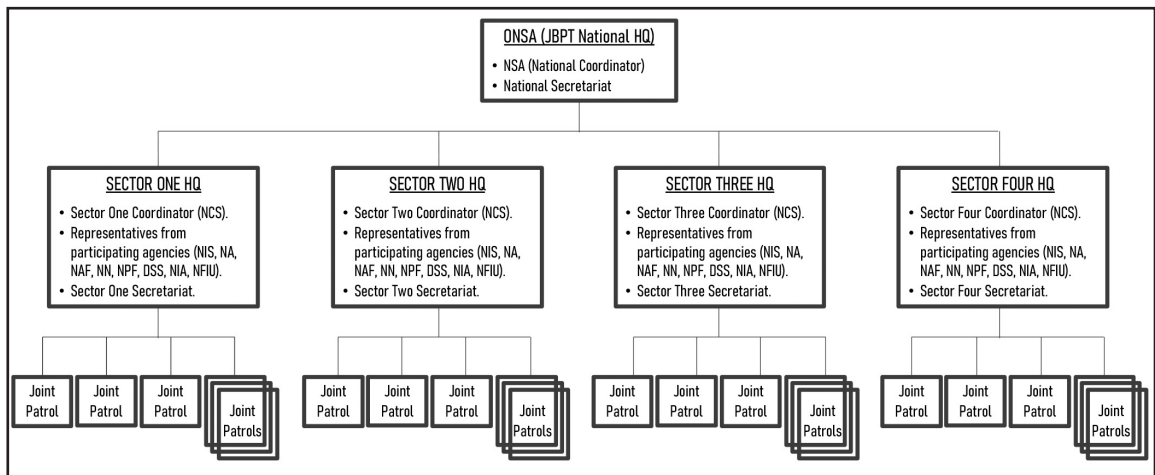 ONSA (JBPT National HQ)
• NSA (National Coordinator)
• National Secretariat
SECTOR ONE HQ
• Sector One Coordinator (NCS).
• Representatives from
participating agencies (NIS, NA,
NAF, NN, NPF, DSS, NIA, NFIU).
• Sector One Secretariat.
SECTOR TWO HQ
• Sector Two Coordinator (NCS).
• Representatives from
participating agencies (NIS, NA,
NAF, NN, NPF, DSS, NIA, NFIU).
• Sector Two Secretariat.
SECTOR THREE HQ
• Sector Three Coordinator (NCS).
• Representatives from
participating agencies (NIS, NA,
NAF, NN, NPF, DSS, NIA, NFIU).
• Sector Three Secretariat.
SECTOR FOUR HQ
• Sector Four Coordinator (NCS).
• Representatives from
participating agencies (NIS, NA,
NAF, NN, NPF, DSS, NIA, NFIU).
• Sector Four Secretariat.
Joint
Patrol
Joint
Patrol
Joint
Patrol
Joint
Patrols
Joint
Patrol
Joint
Patrol
Joint
Patrol
Joint
Patrols
Joint
Patrol
Joint
Patrol
Joint
Patrol
Joint
Patrols
Joint
Patrol
Joint
Patrol
Joint
Patrol
Joint
Patrols